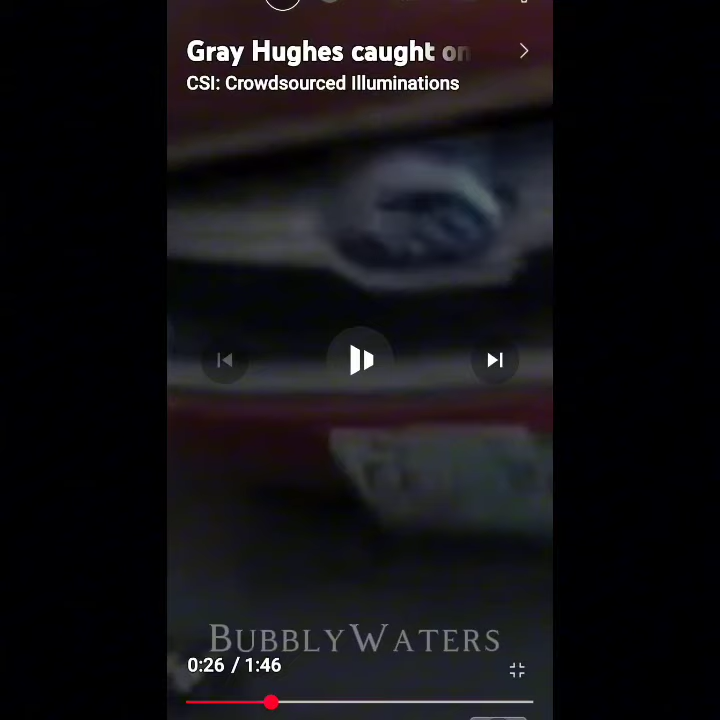 Gray Hughes caught on
CSI: Crowdsourced Illuminations
BUBBLYWATERS
0:26 / 1:46